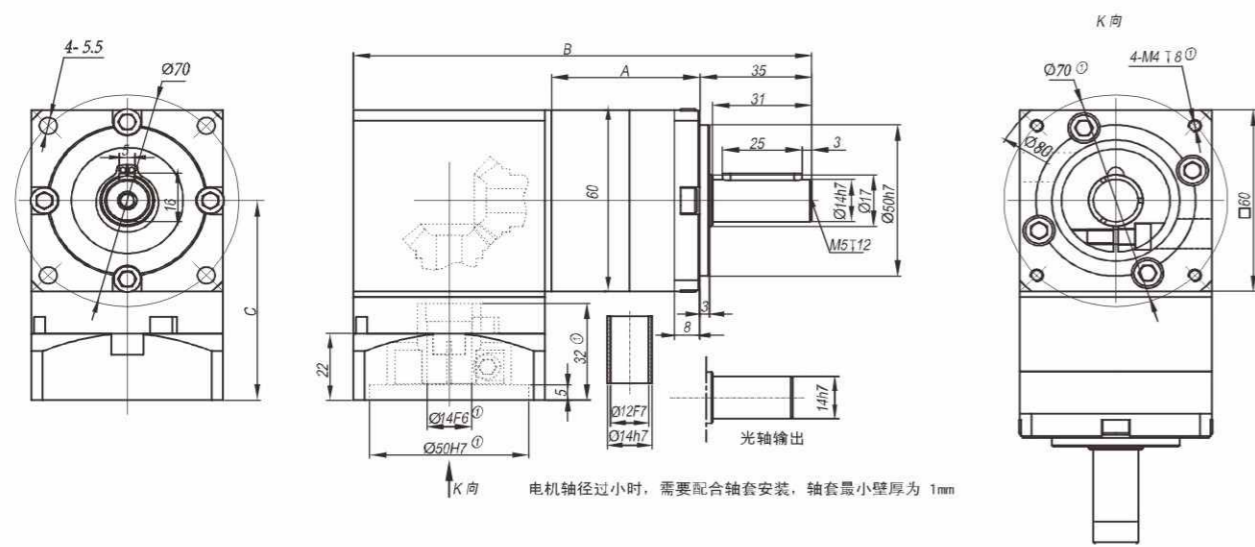 4- 5.5
Ø70
5
16
C
B
A
35
31
25
3
60
Ø14h7
Ø17
Ø50h7
M5↧12
3
8
22
32 ①
5
Ø14F6 ①
Ø50H7 ①
K 向
Ø12F7
Ø14h7
14h7
光轴输出
电机轴径过小时，需要配合轴套安装，轴套最小壁厚为 1mm
K 向
Ø70 ①
4-M4↧8 ①
Ø80
□60